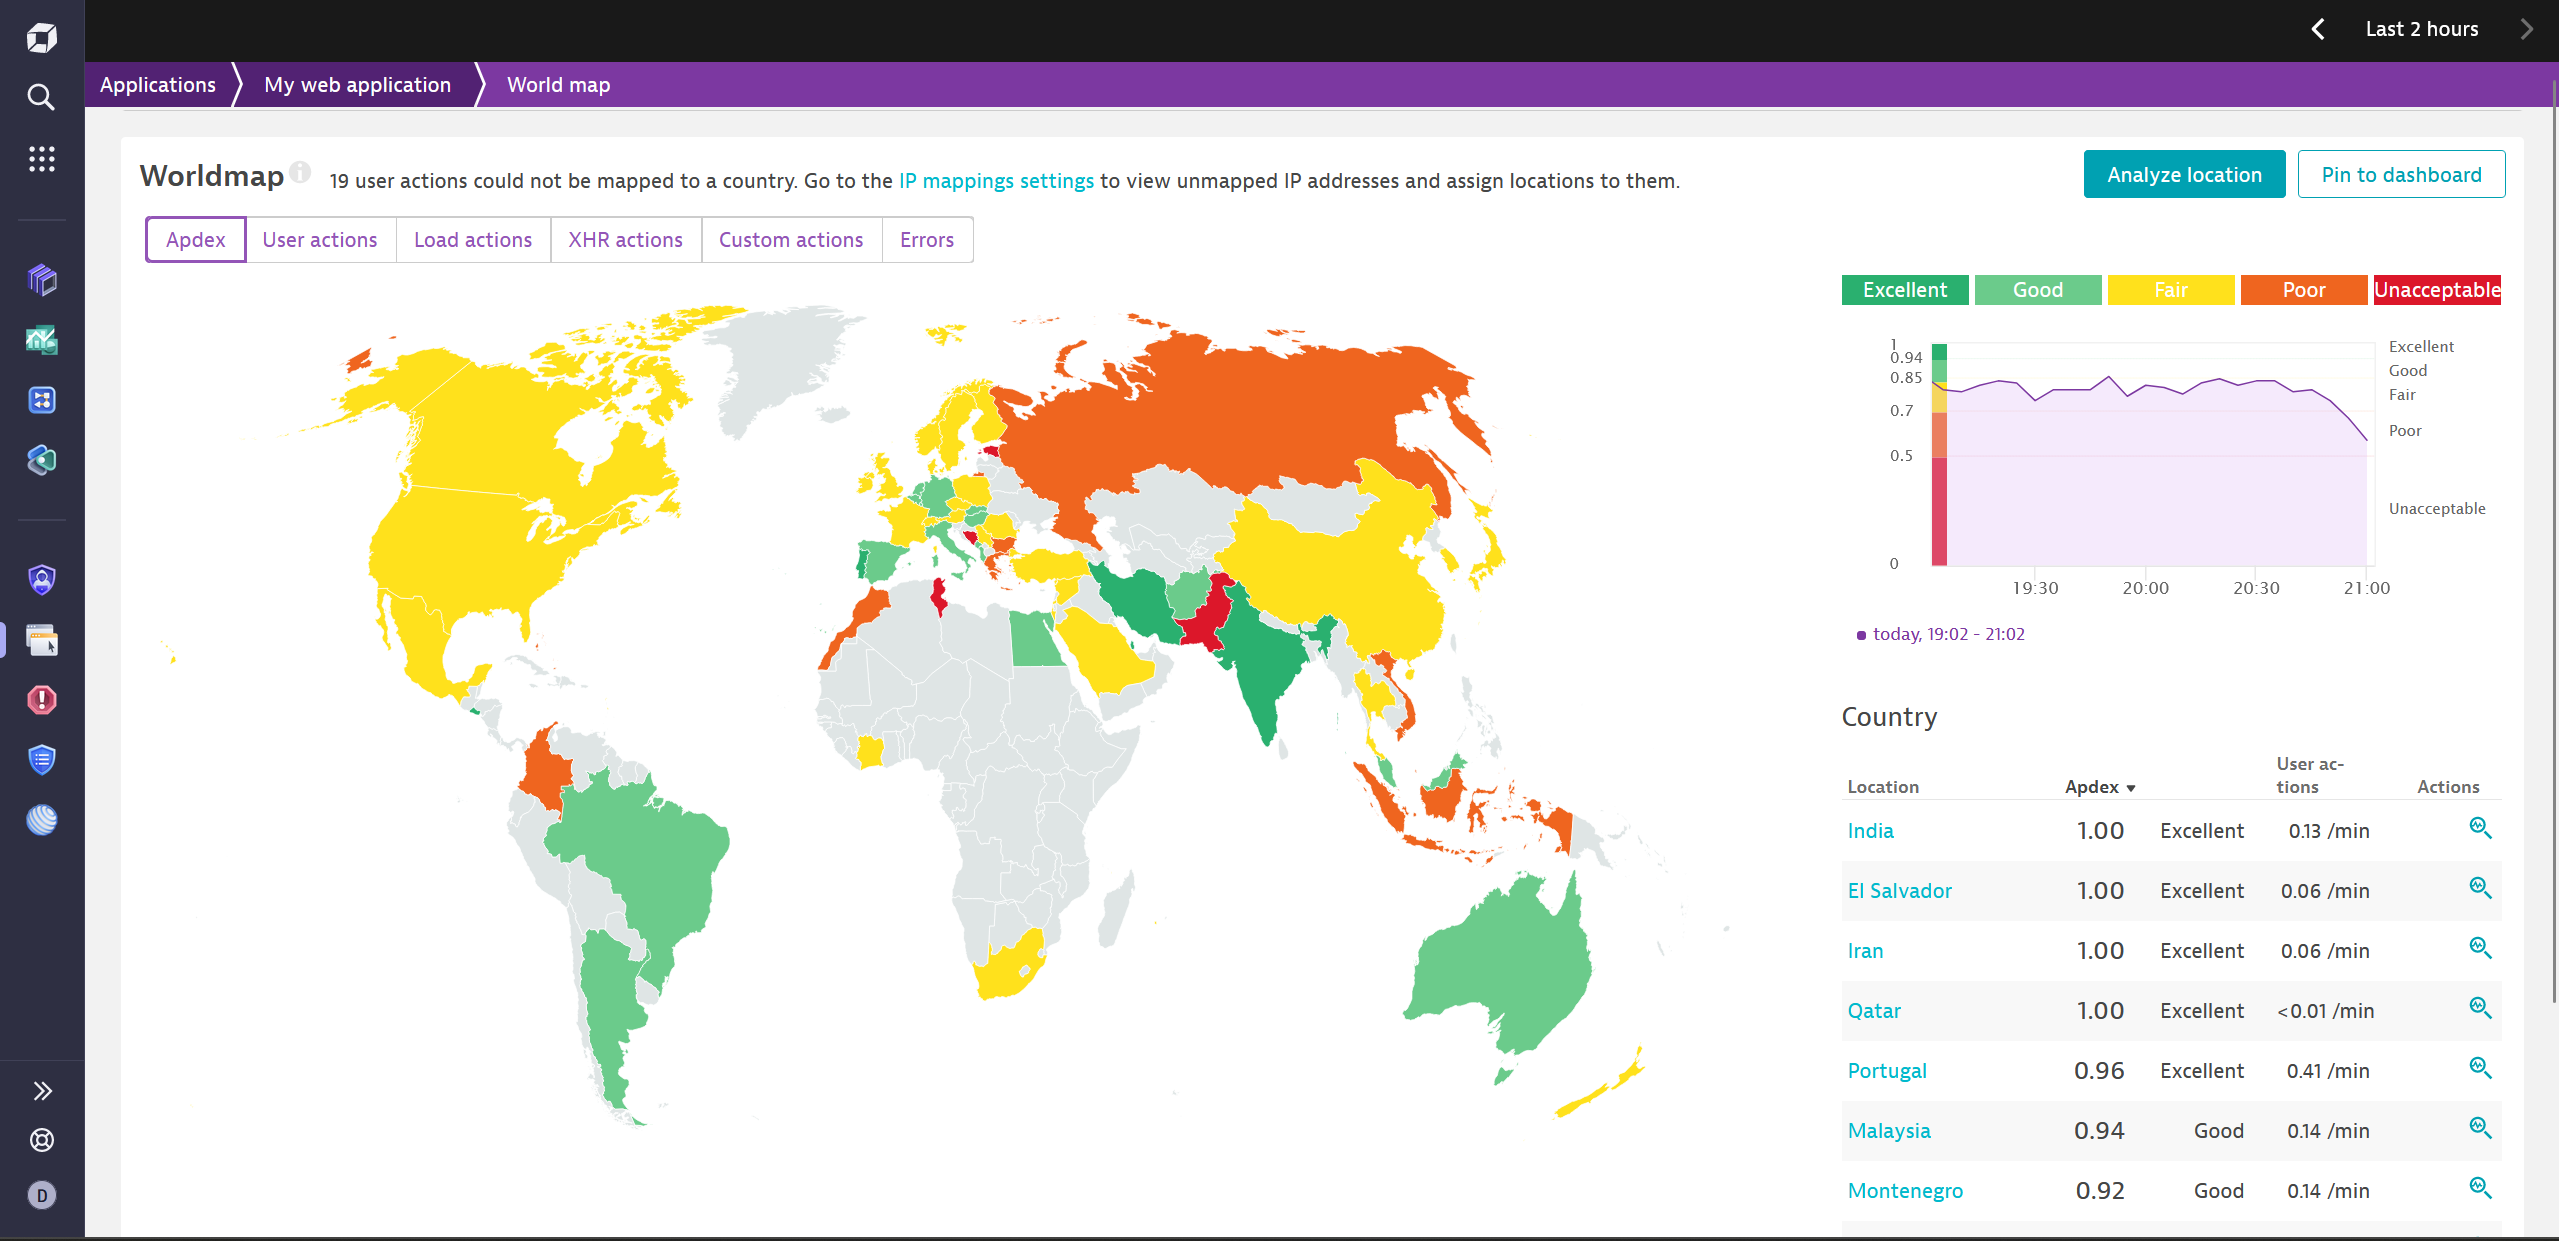 Last 2 hours
Applications
My web application
World map
Worldmap
19 user actions could not be mapped to a country. Go to the IP mappings settings to view unmapped IP addresses and assign locations to them.
Analyze location
Pin to dashboard
Apdex
User actions
Load actions
XHR actions
Custom actions
Errors
Excellent
Good
Fair
Poor
Unacceptable
1
0.94
0.85
0.7
0.5
0
Excellent
Good
Fair
Poor
Unacceptable
19:30
20:00
20:30
21:00
today, 19:02 - 21:02
Country
Location
Apdex ▼
User ac-
tions
Actions
India 1.00 Excellent 0.13 /min
El Salvador 1.00 Excellent 0.06 /min
Iran 1.00 Excellent 0.06 /min
Qatar 1.00 Excellent <0.01 /min
Portugal 0.96 Excellent 0.41 /min
Malaysia 0.94 Good 0.14 /min
Montenegro 0.92 Good 0.14 /min
D